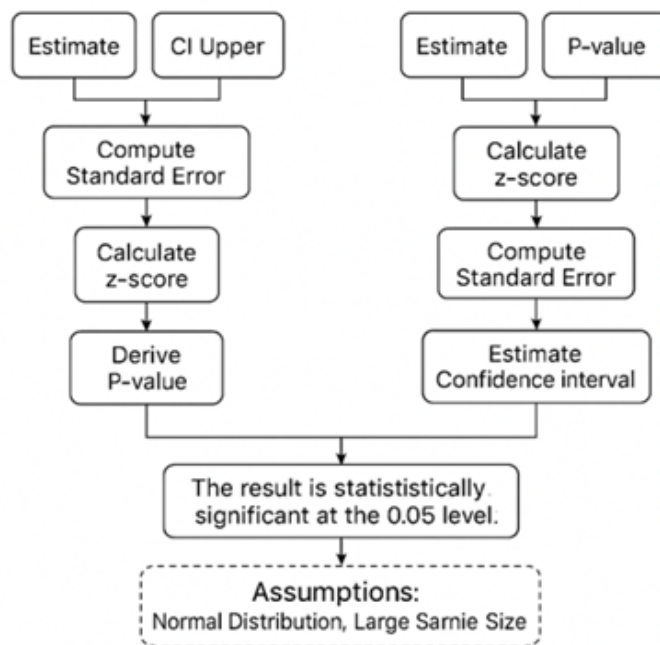 Estimate
CI Upper
Compute
Standard Error
Calculate
z-score
Derive
P-value
Estimate
P-value
Calculate
z-score
Compute
Standard Error
Estimate
Confidence interval
The result is statististically
significant at the 0.05 level:
Assumptions:
Normal Distribution, Large Sarnie Size